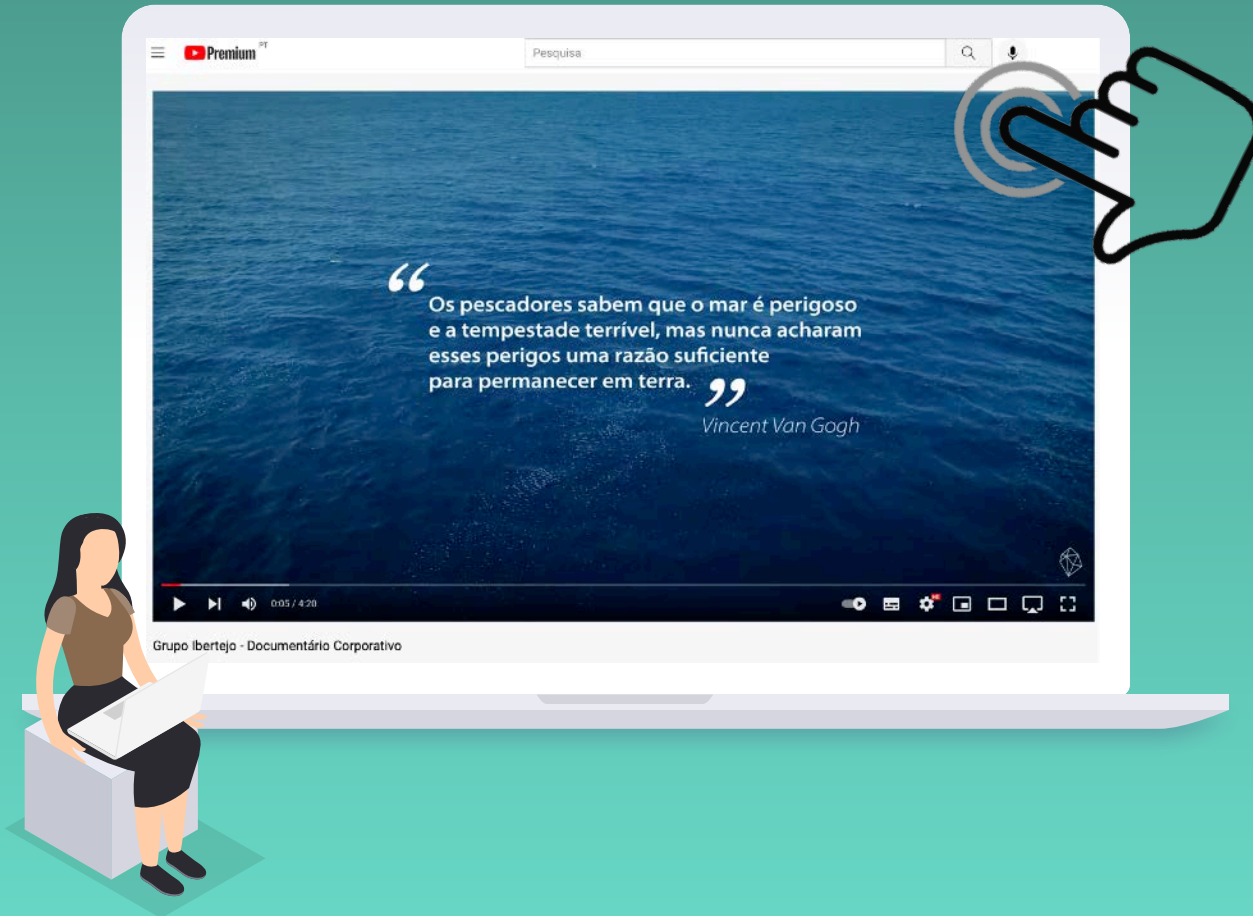 Premium PT
Pesquisa
“
Os pescadores sabem que o mar é perigoso
e a tempestade terrível, mas nunca acharam
esses perigos uma razão suficiente
para permanecer em terra. ”
Vincent Van Gogh
0:05 / 4:20
HD
Grupo Ibertejo - Documentário Corporativo